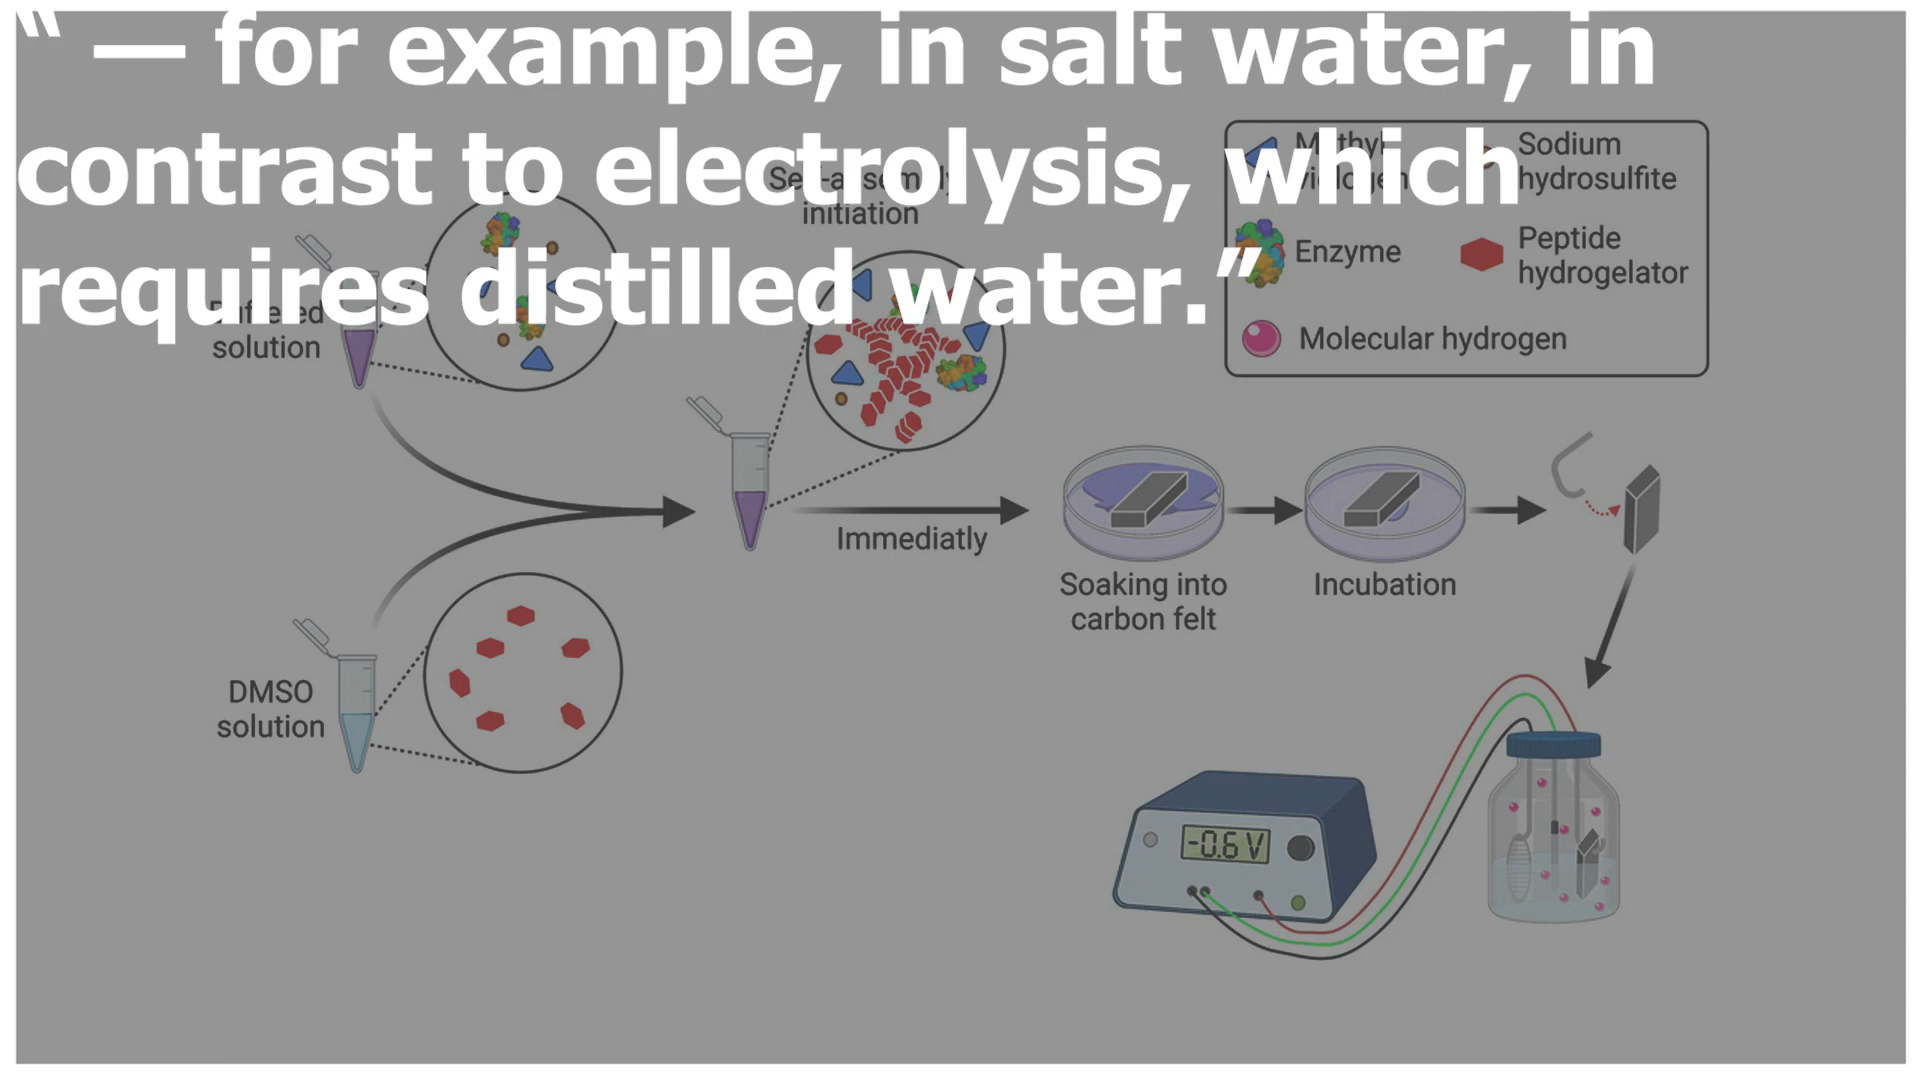 “ — for example, in salt water, in
contrast to electrolysis, which
requires distilled water.”
initiation
solution
Immediatly
Soaking into
carbon felt
Incubation
DMSO
solution
Sodium
hydrosulfite
Enzyme
Peptide
hydrogelator
Molecular hydrogen
-0.6 V